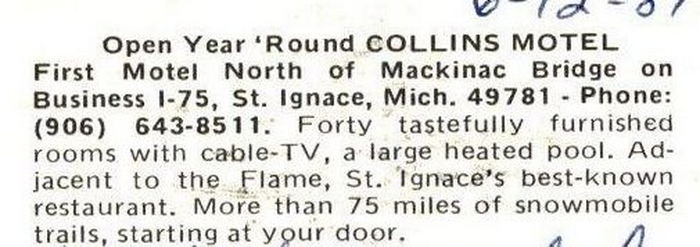 Open Year 'Round COLLINS MOTEL
First Motel North of Mackinac Bridge on
Business I-75, St. Ignace, Mich. 49781 - Phone:
(906) 643-8511. Forty tastefully furnished
rooms with cable-TV, a large heated pool. Ad-
jacent to the Flame, St. Ignace's best-known
restaurant. More than 75 miles of snowmobile
trails, starting at your door.